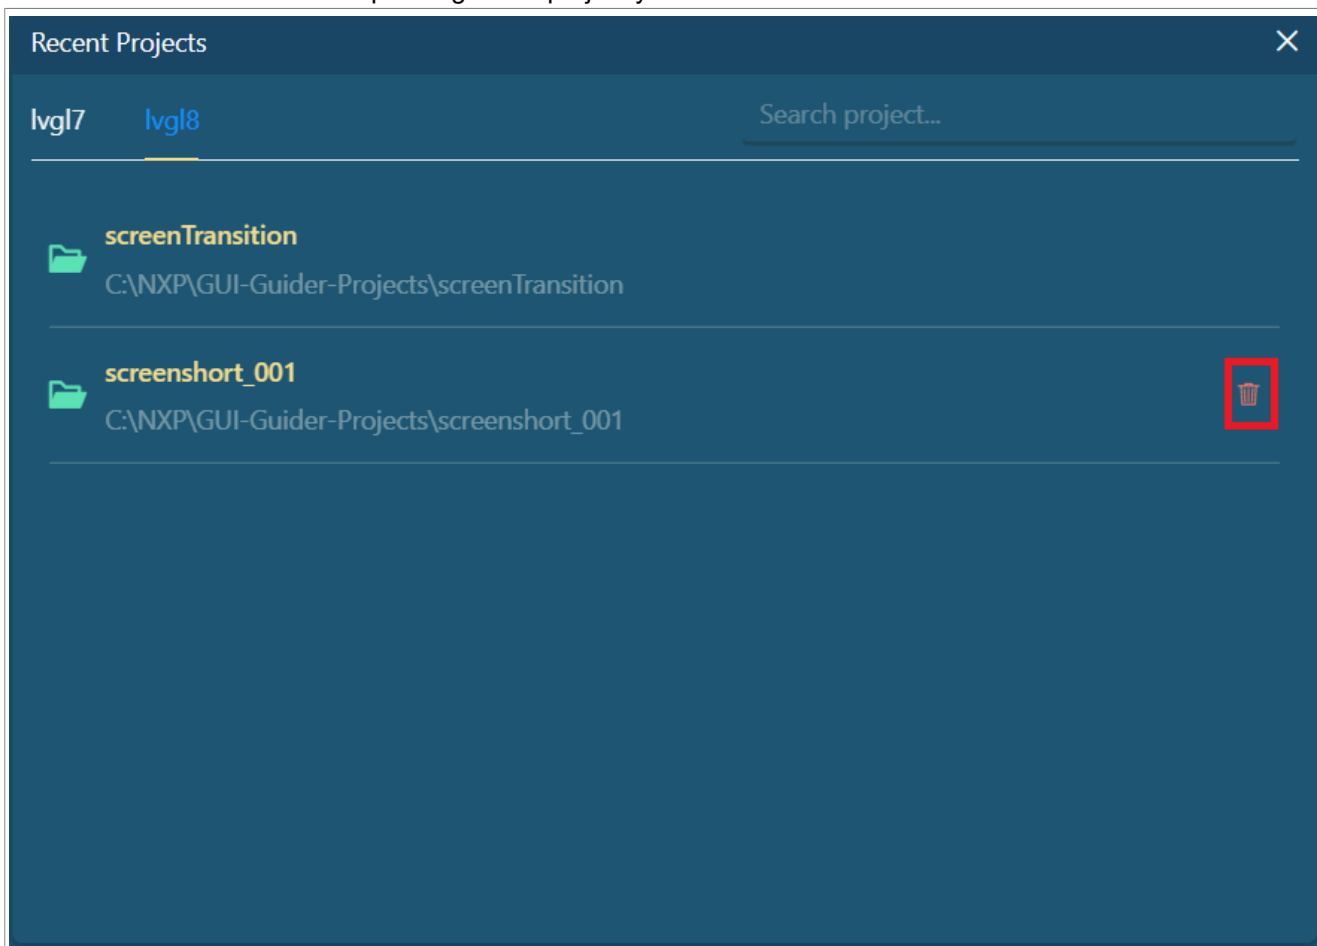 Recent Projects
lvgl7 lvgl8 Search project...
screenTransition
C:\NXP\GUI-Guider-Projects\screenTransition
screenshort_001
C:\NXP\GUI-Guider-Projects\screenshort_001